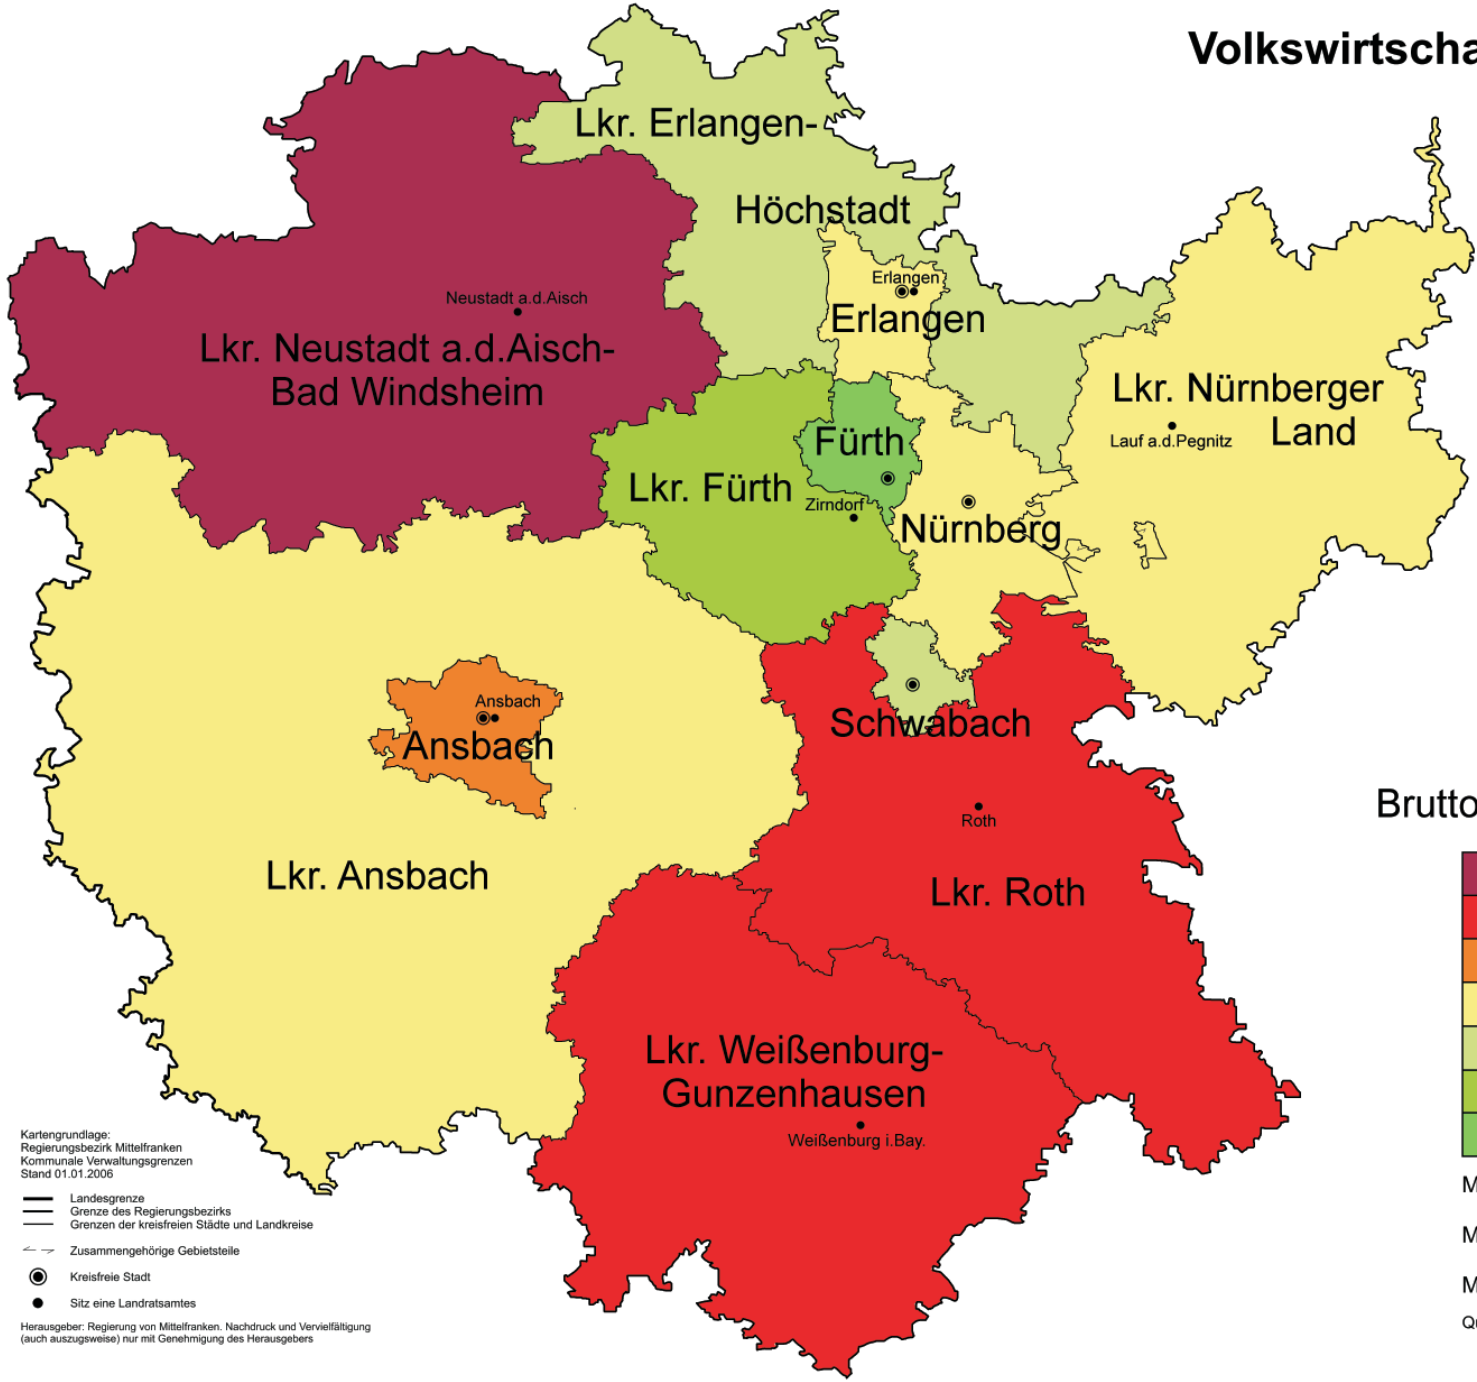 Volkswirtscha
Lkr. Erlangen-
Höchstadt
Erlangen
Erlangen
Neustadt a.d.Aisch
Lkr. Neustadt a.d.Aisch-
Bad Windsheim
Lkr. Nürnberger
Land
Lauf a.d.Pegnitz
Fürth
Lkr. Fürth
Zirndorf
Nürnberg
Ansbach
Ansbach
Schwabach
Roth
Brutto
Lkr. Ansbach
Lkr. Roth
Lkr. Weißenburg-
Gunzenhausen
Weißenburg i.Bay.
Kartengrundlage:
Regierungsbezirk Mittelfranken
Kommunale Verwaltungsgrenzen
Stand 01.01.2006
Landesgrenze
Grenze des Regierungsbezirks
Grenzen der kreisfreien Städte und Landkreise
Zusammengehörige Gebietsteile
Kreisfreie Stadt
Sitz eine Landratsamtes
Herausgeber: Regierung von Mittelfranken. Nachdruck und Vervielfältigung
(auch auszugsweise) nur mit Genehmigung des Herausgebers
M
M
M
Qu